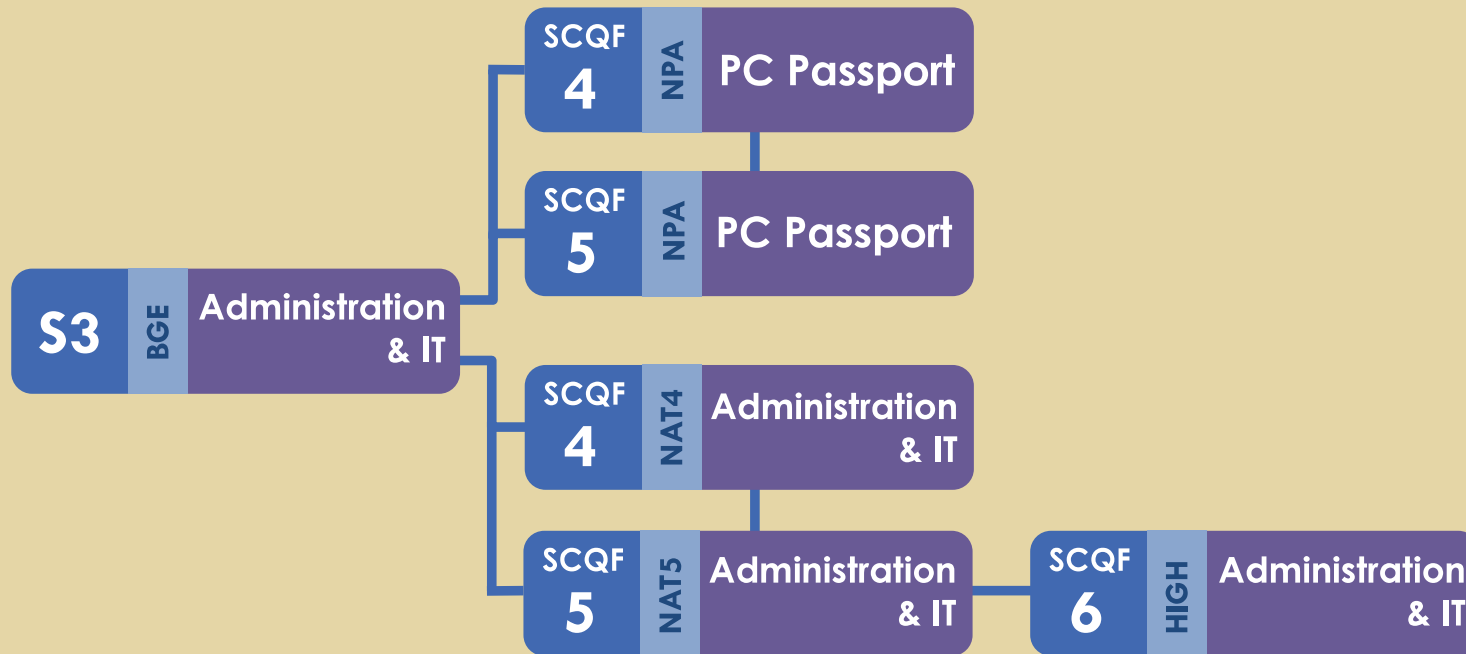 SCQF
4
NPA
PC Passport
SCQF
5
NPA
PC Passport
S3
BGE
Administration
& IT
SCQF
4
NAT4
Administration
& IT
SCQF
5
NAT5
Administration
& IT
SCQF
6
HIGH
Administration
& IT